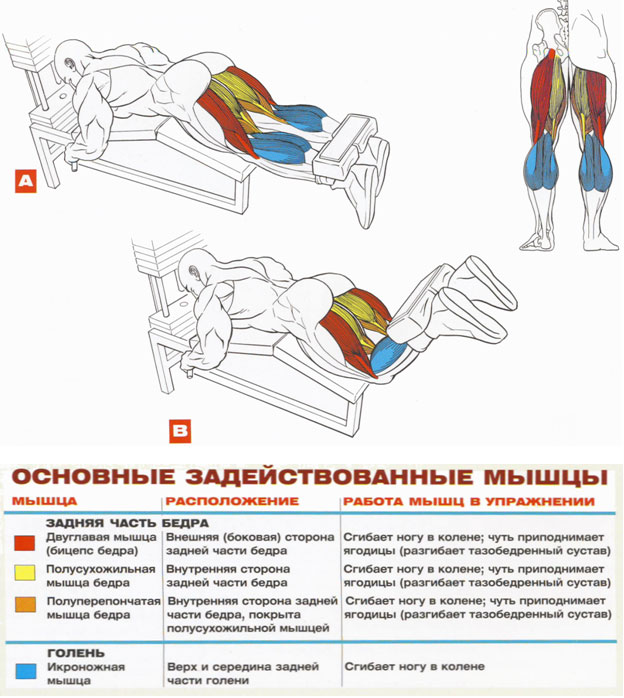 A
B
ОСНОВНЫЕ ЗАДЕЙСТВОВАННЫЕ МЫШЦЫ
МЫШЦА РАСПОЛОЖЕНИЕ РАБОТА МЫШЦ В УПРАЖНЕНИИ
ЗАДНЯЯ ЧАСТЬ БЕДРА
Двуглавая мышца Внешняя (боковая) сторона Сгибает ногу в колене; чуть приподнимает
(бицепс бедра) задней части бедра ягодицы (разгибает тазобедренный сустав)
Полусухожильная Внутренняя сторона Сгибает ногу в колене; чуть приподнимает
мышца бедра задней части бедра ягодицы (разгибает тазобедренный сустав)
Полуперепончатая Внутренняя сторона задней Сгибает ногу в колене; чуть приподнимает
мышца бедра части бедра, покрыта ягодицы (разгибает тазобедренный сустав)
полусухожильной мышцей
ГОЛЕНЬ
Икроножная Верх и середина задней Сгибает ногу в колене
мышца части голени